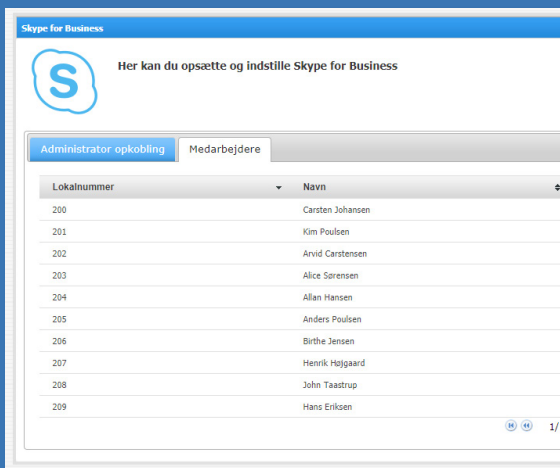 Skype for Business
S
Her kan du opsætte og indstille Skype for Business
Administrator opkobling Medarbejdere
Lokalnummer Navn
200 Carsten Johansen
201 Kim Poulsen
202 Arvid Carstensen
203 Alice Sørensen
204 Allan Hansen
205 Anders Poulsen
206 Birthe Jensen
207 Henrik Højgaard
208 John Taastrup
209 Hans Eriksen
1/